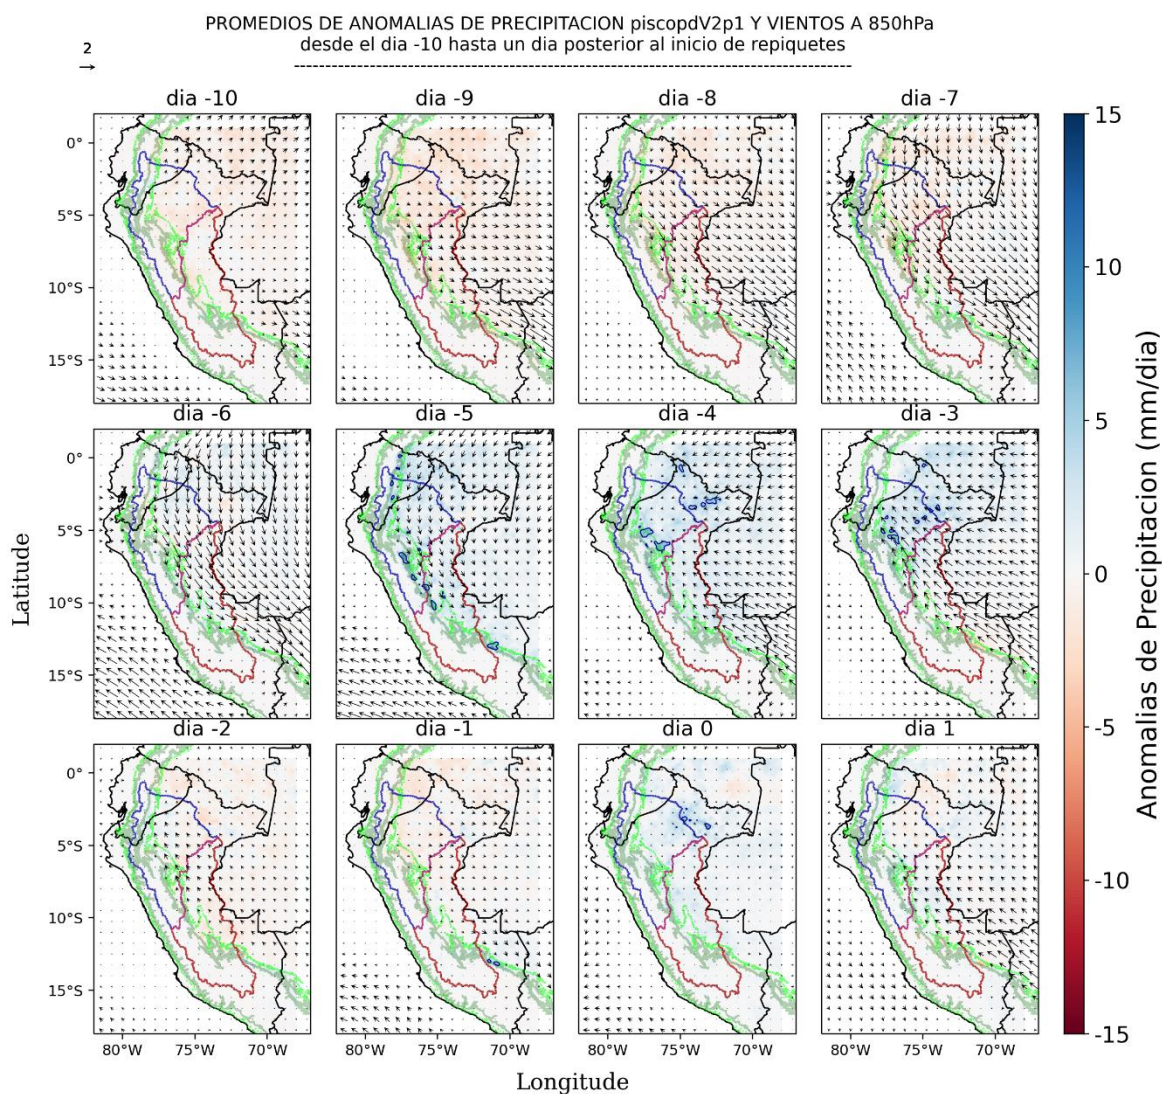 PROMEDIOS DE ANOMALIAS DE PRECIPITACION piscopdV2p1 Y VIENTOS A 850hPa
desde el dia -10 hasta un dia posterior al inicio de repiquetes
2
--------------------------------------------------------------------------------
dia -10 dia -9 dia -8 dia -7
0°
5°S
10°S
15°S
dia -6 dia -5 dia -4 dia -3
0°
5°S
10°S
15°S
dia -2 dia -1 dia 0 dia 1
0°
5°S
10°S
15°S
80°W 75°W 70°W 80°W 75°W 70°W 80°W 75°W 70°W 80°W 75°W 70°W
Latitude
Longitude
15
10
5
0
-5
-10
-15
Anomalias de Precipitacion (mm/dia)